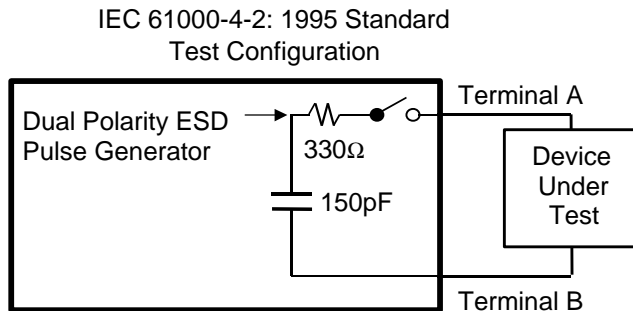 IEC 61000-4-2: 1995 Standard
Test Configuration
Dual Polarity ESD
Pulse Generator
330Ω
150pF
Terminal A
Device
Under
Test
Terminal B